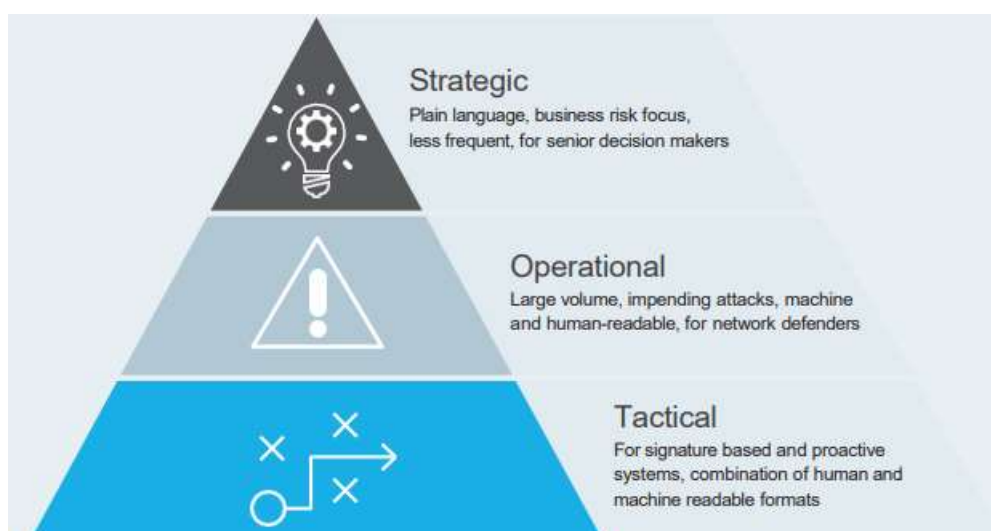 Strategic
Plain language, business risk focus,
less frequent, for senior decision makers
Operational
Large volume, impending attacks, machine
and human-readable, for network defenders
Tactical
For signature based and proactive
systems, combination of human and
machine readable formats